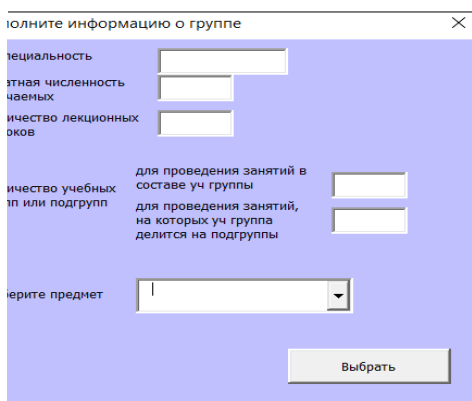 олните информацию о группе
пециальность
атная численность
чаемых
ичество лекционных
оков
для проведения занятий в
составе уч группы
ичество учебных
пп или подгрупп
для проведения занятий,
на которых уч группа
делится на подгруппы
берите предмет
Выбрать